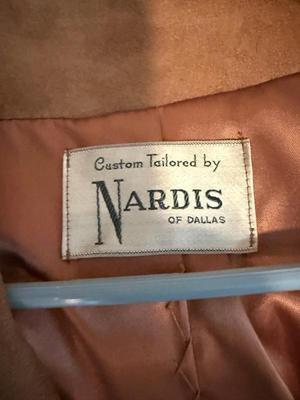 Custom Tailored by
NARDIS
OF DALLAS